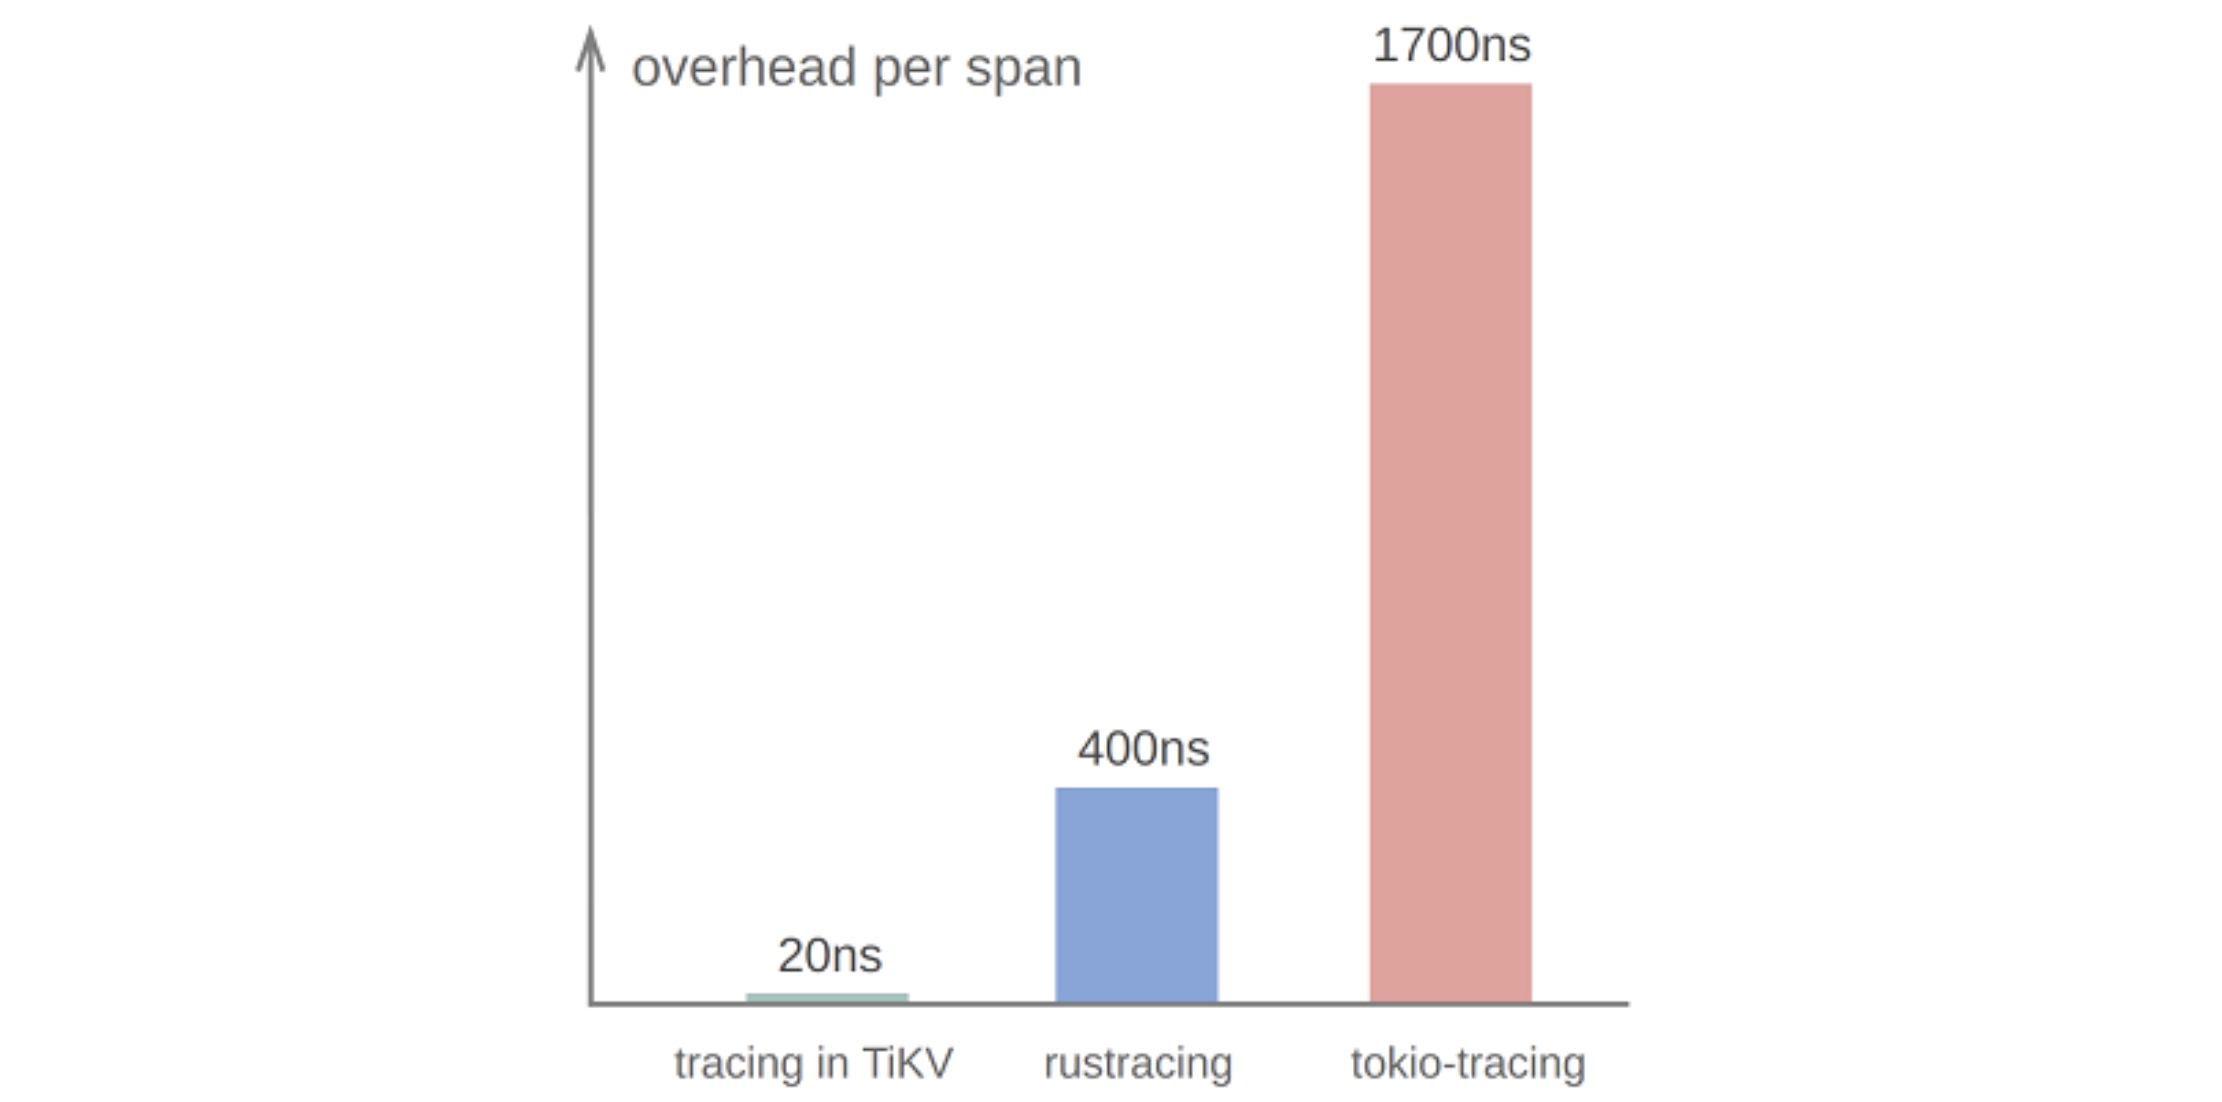 overhead per span
1700ns
400ns
20ns
tracing in TiKV
rustracing
tokio-tracing